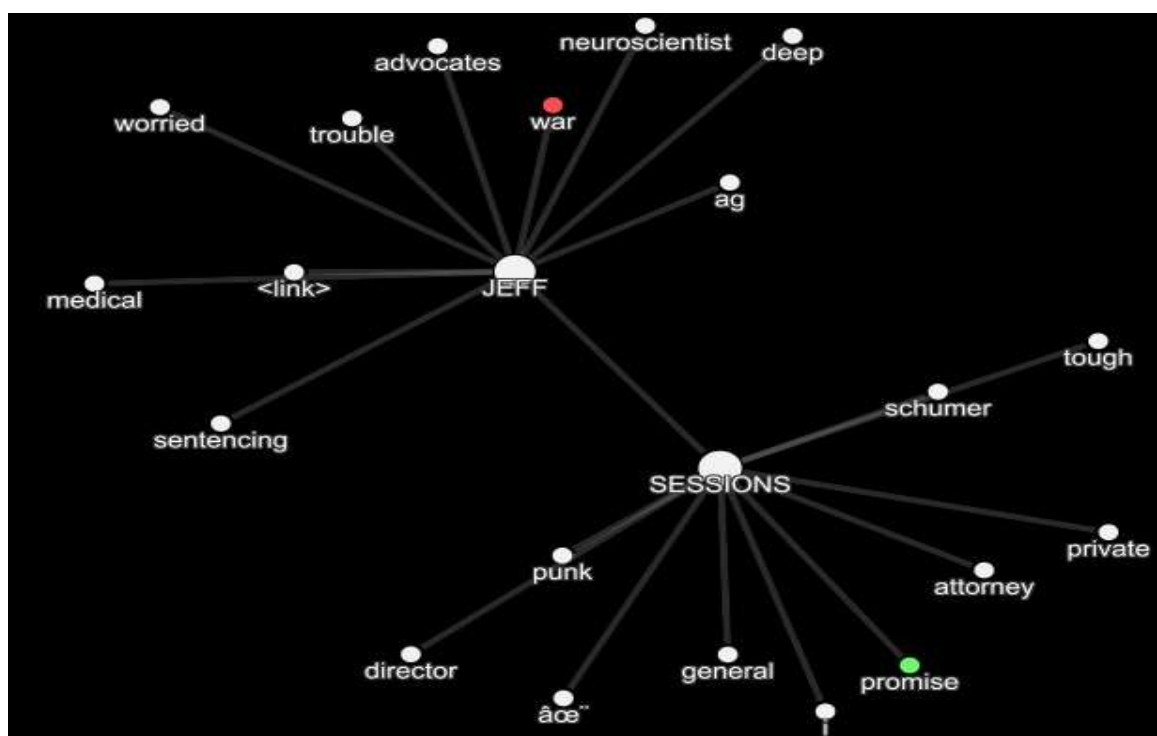 neuroscientist
deep
advocates
war
worried
trouble
ag
medical
<link>
JEFF
tough
schumer
sentencing
SESSIONS
private
punk
attorney
director
general
promise
âœ¨